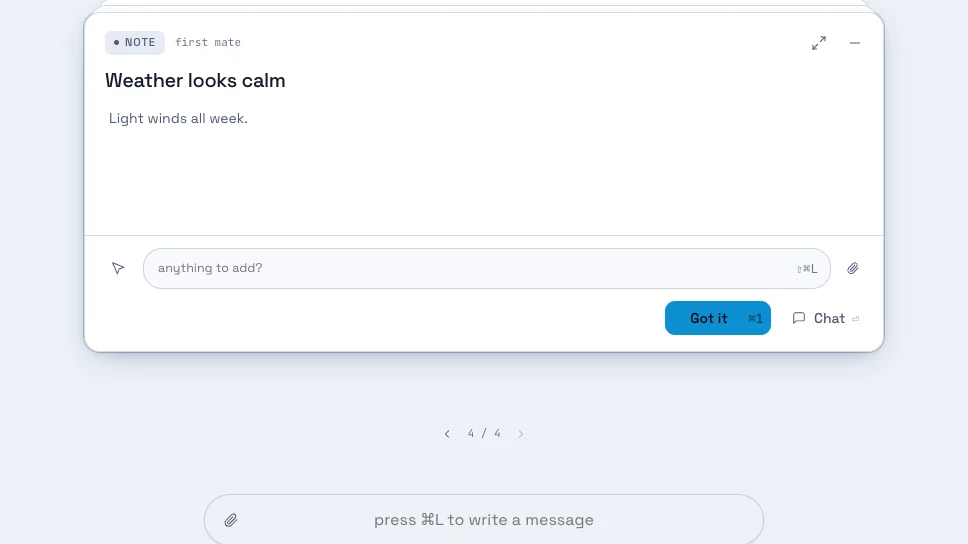 NOTE first mate
Weather looks calm
Light winds all week.
anything to add? ⇧⌘L
Got it ⌘1 Chat ⏎
4 / 4
press ⌘L to write a message